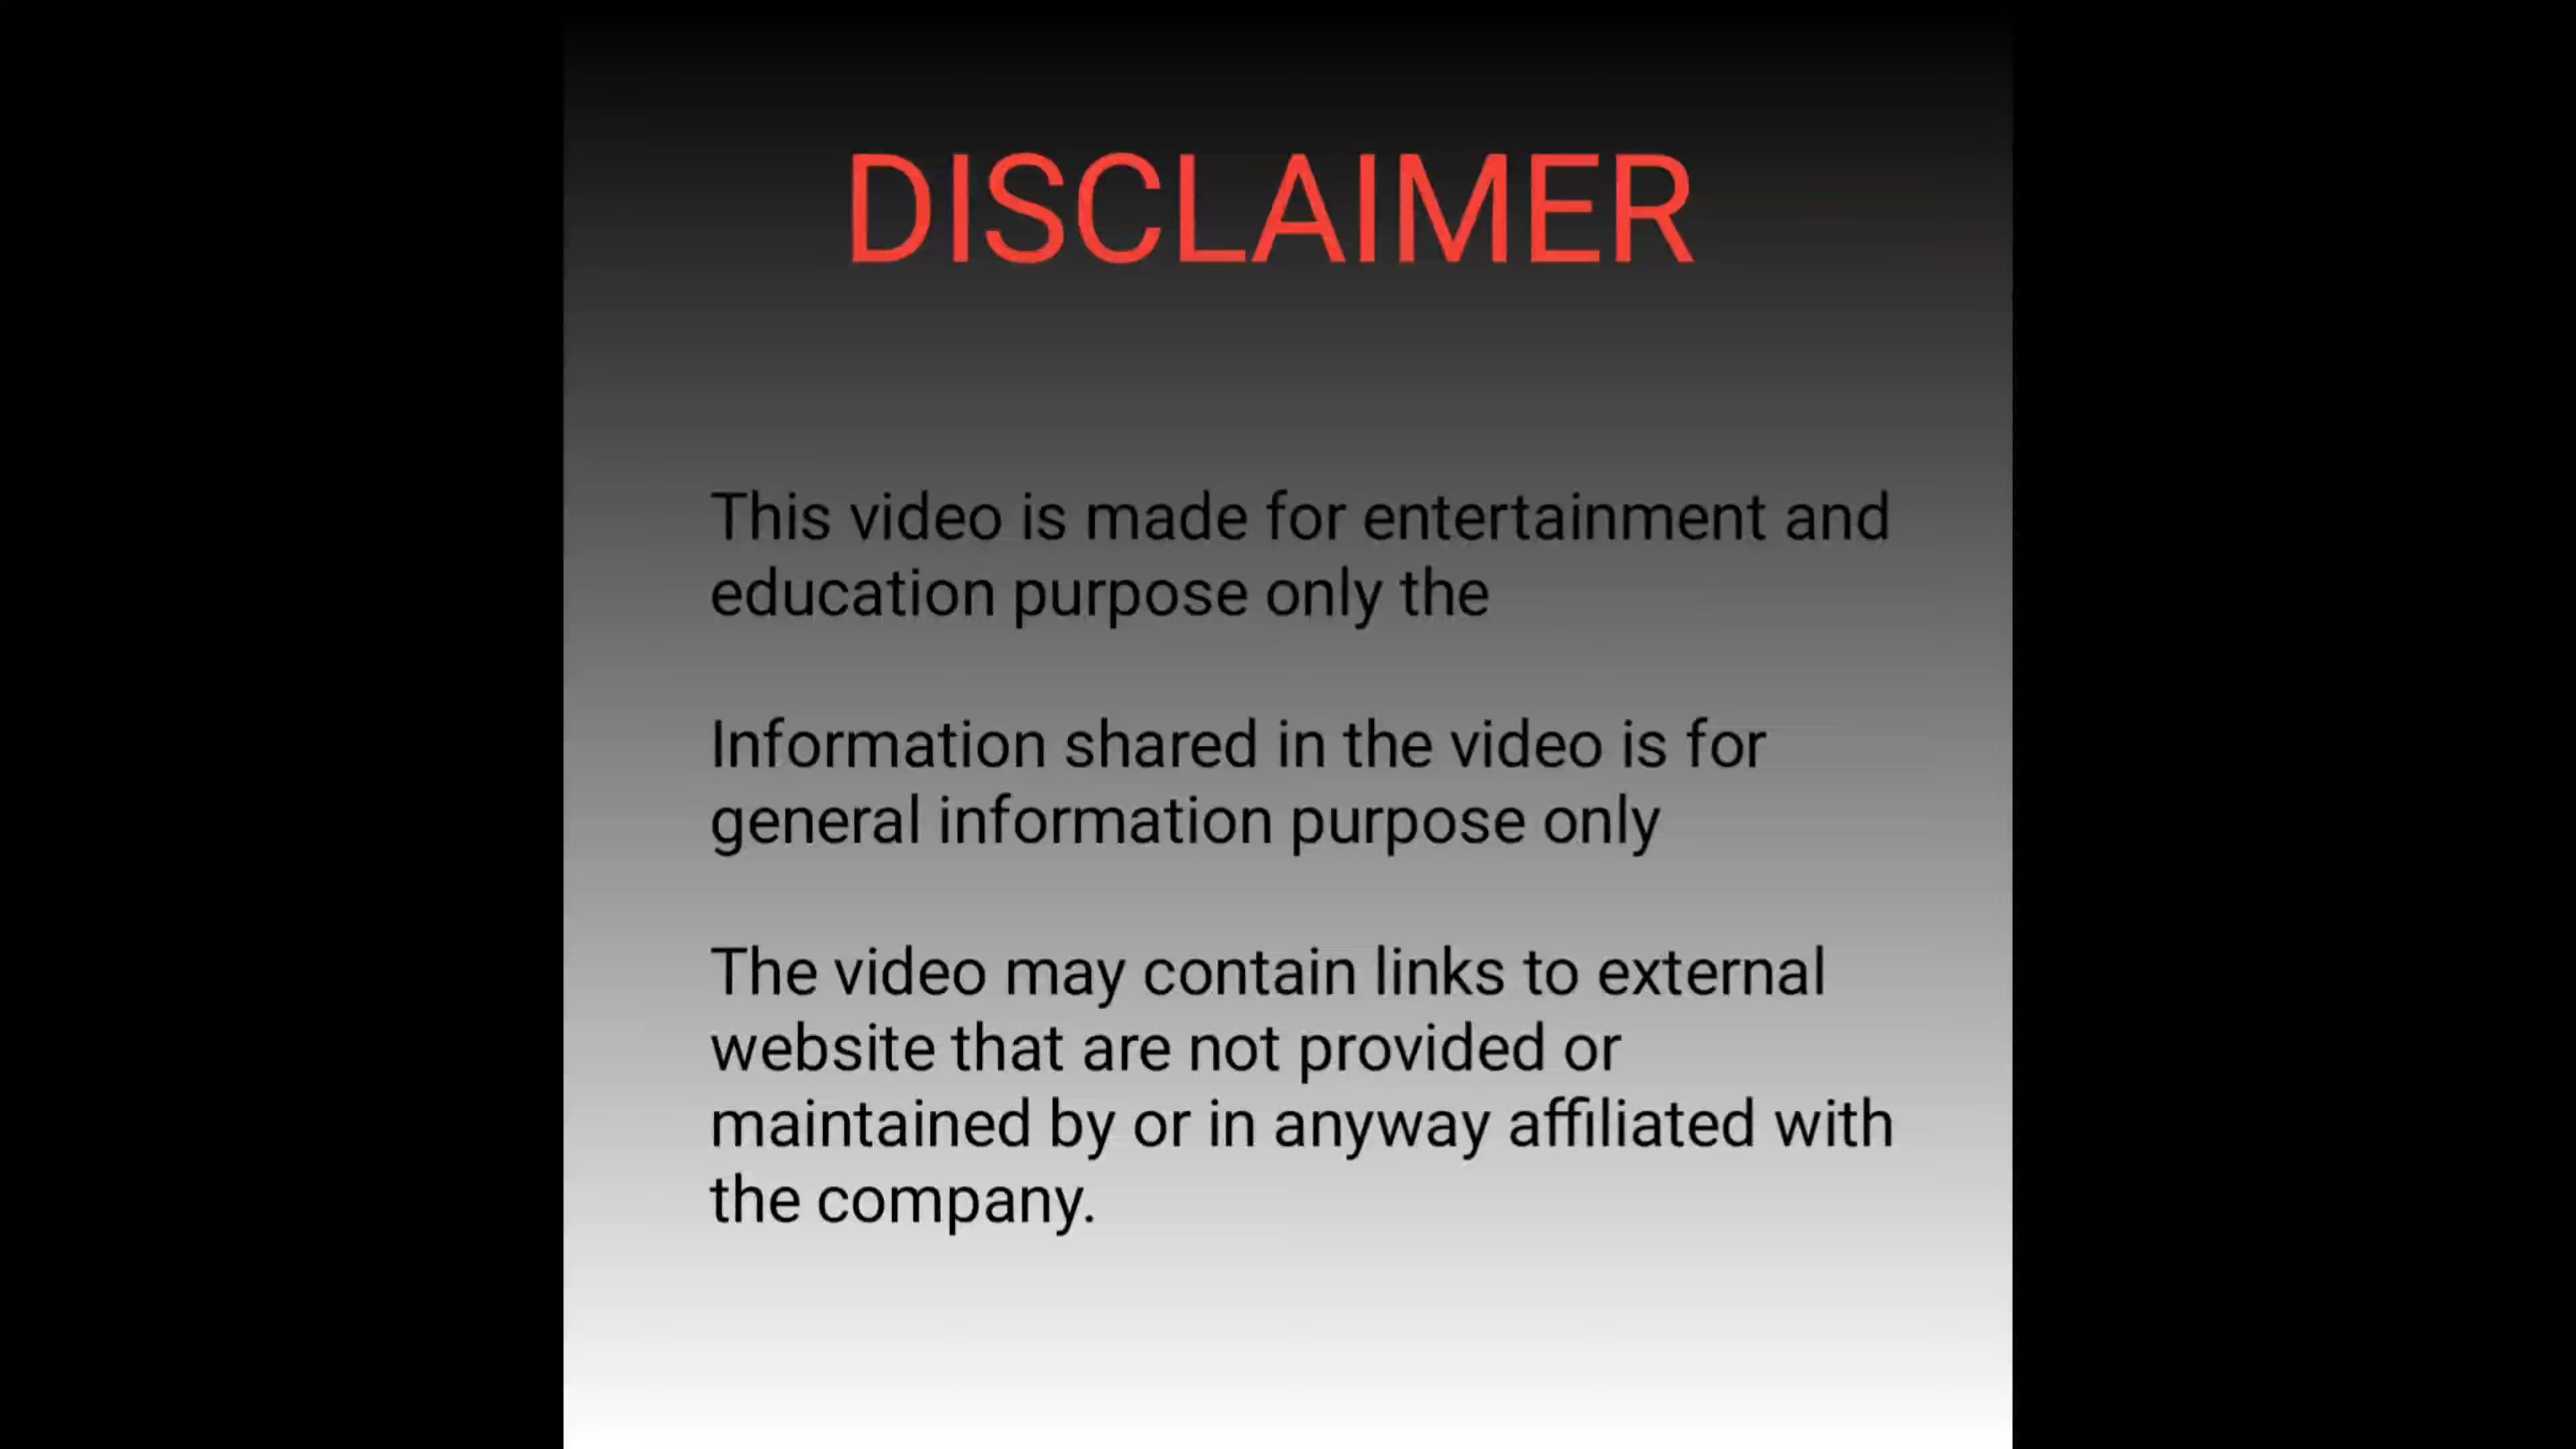 DISCLAIMER
This video is made for entertainment and
education purpose only the
Information shared in the video is for
general information purpose only
The video may contain links to external
website that are not provided or
maintained by or in anyway affiliated with
the company.